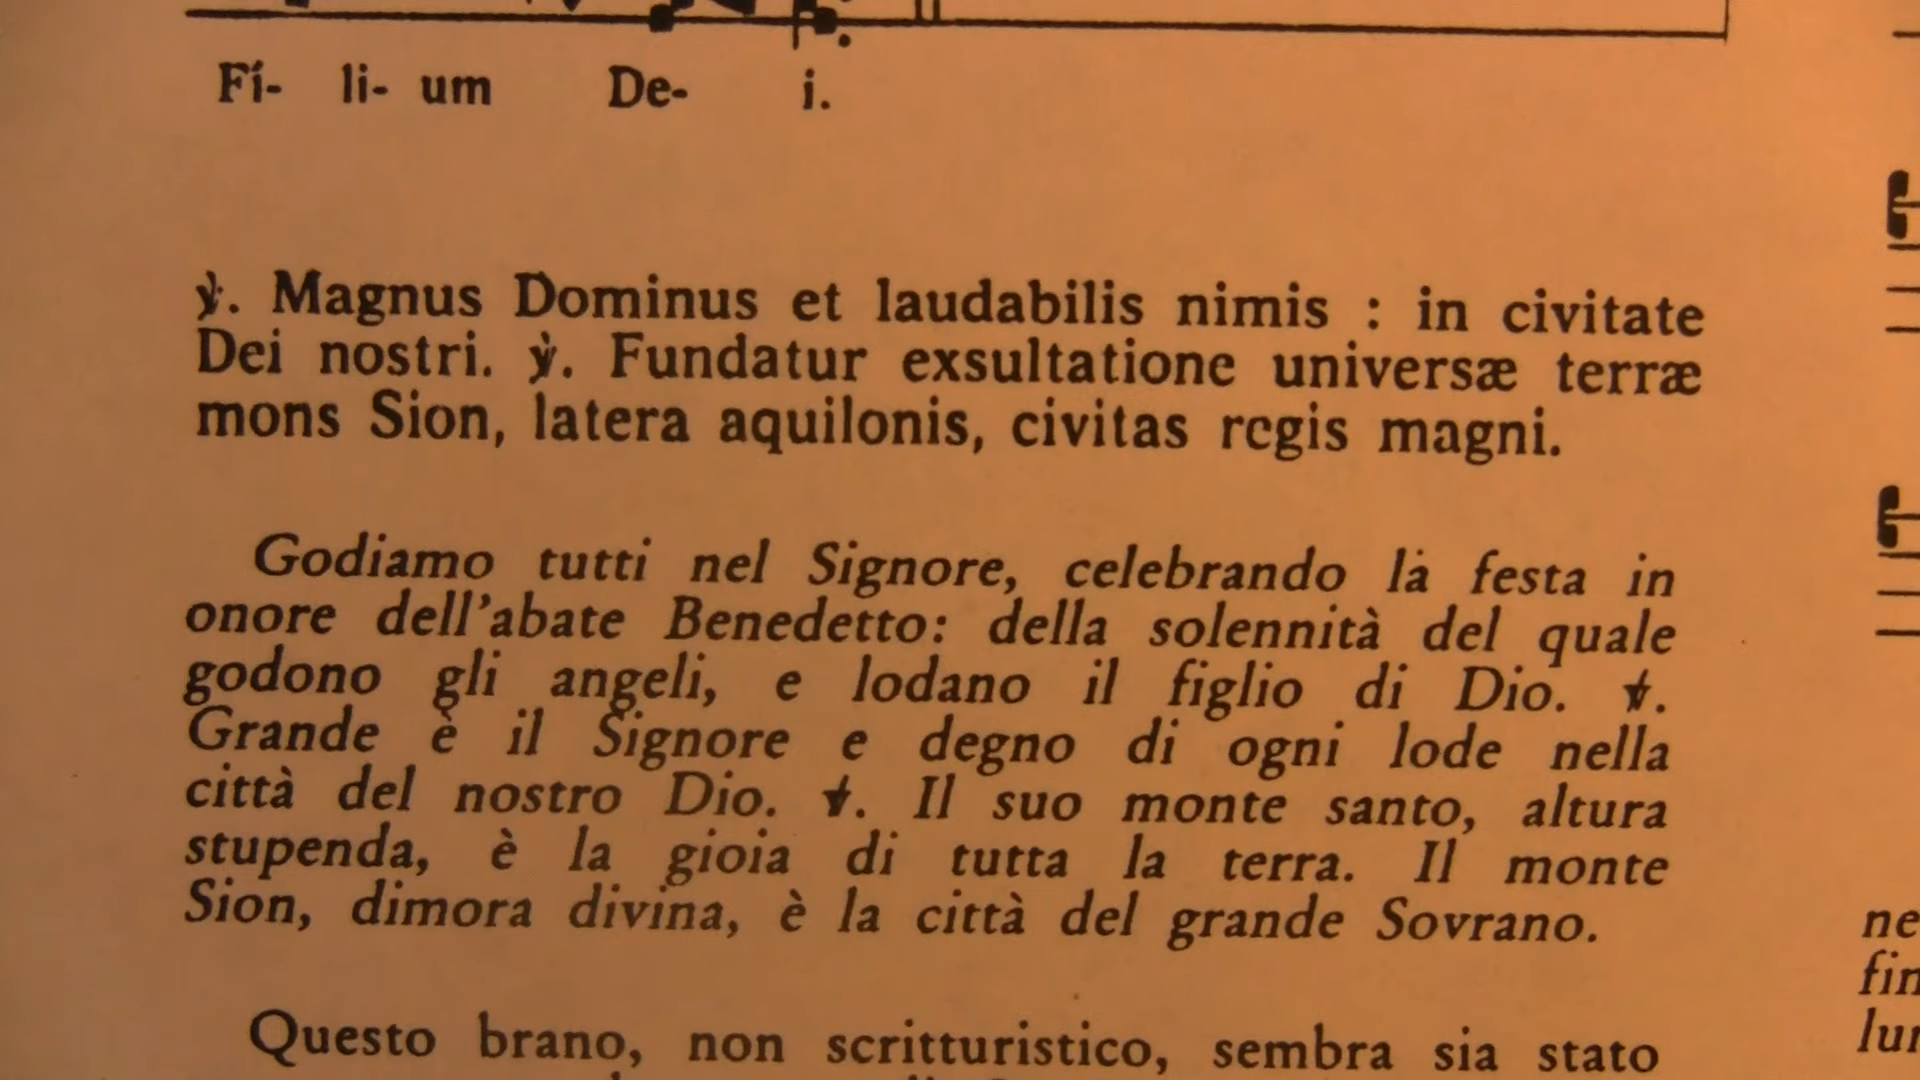 Fí- li- um De- i.
℣. Magnus Dominus et laudabilis nimis : in civitate
Dei nostri. ℣. Fundatur exsultatione universæ terræ
mons Sion, latera aquilonis, civitas regis magni.
Godiamo tutti nel Signore, celebrando la festa in
onore dell'abate Benedetto: della solennità del quale
godono gli angeli, e lodano il figlio di Dio. ℣.
Grande è il Signore e degno di ogni lode nella
città del nostro Dio. ℣. Il suo monte santo, altura
stupenda, è la gioia di tutta la terra. Il monte
Sion, dimora divina, è la città del grande Sovrano.
Questo brano, non scritturistico, sembra sia stato
ne
fin